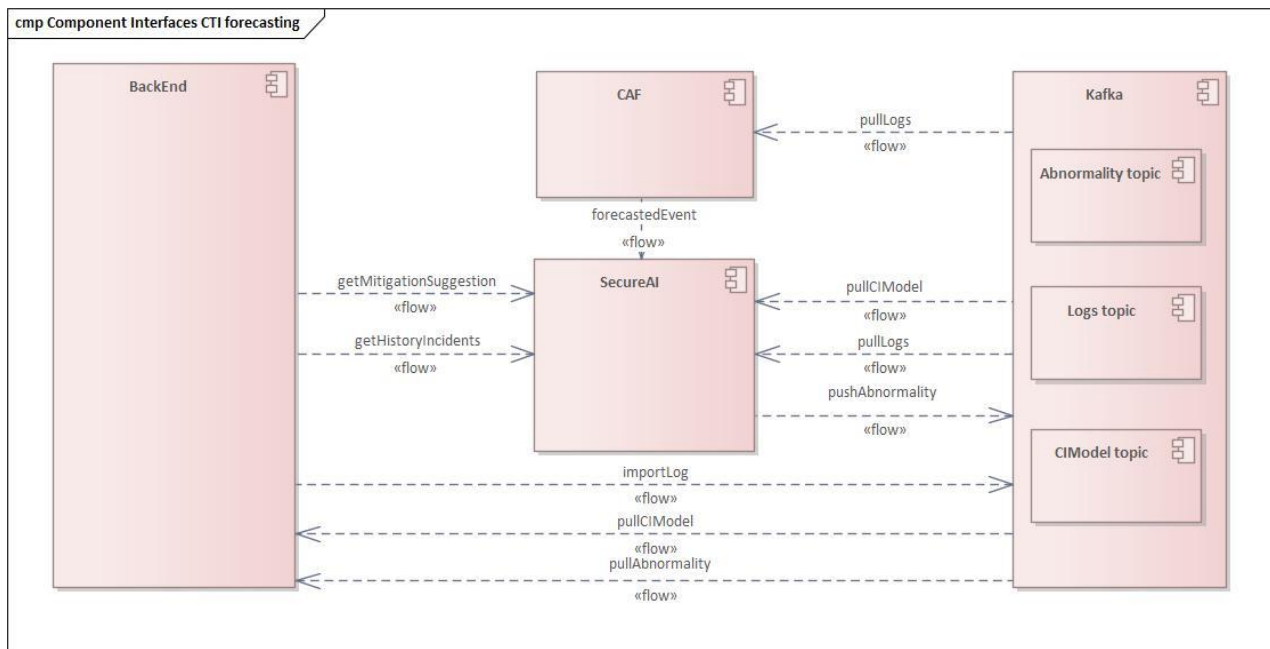 cmp Component Interfaces CTI forecasting
BackEnd
CAF
Kafka
pullLogs
«flow»
Abnormality topic
forecastedEvent
«flow»
SecureAI
getMitigationSuggestion
«flow»
pullCIModel
«flow»
Logs topic
getHistoryIncidents
«flow»
pullLogs
«flow»
pushAbnormality
«flow»
CIModel topic
importLog
«flow»
pullCIModel
«flow»
pullAbnormality
«flow»